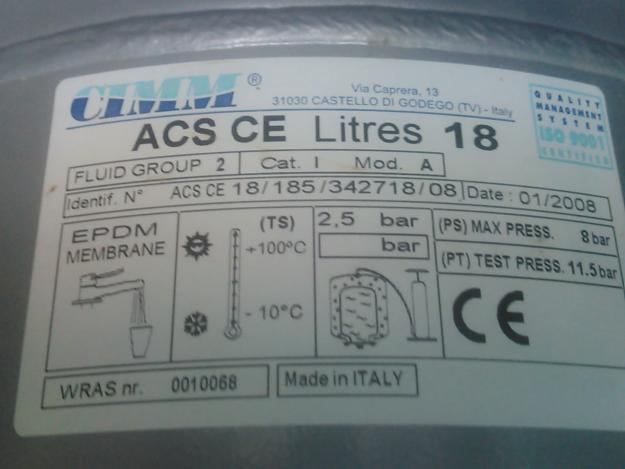 CIMM ®
Via Caprera, 13
31030 CASTELLO DI GODEGO (TV) - Italy
QUALITY
MANAGEMENT
SYSTEM
ISO 9001
CERTIFIED
ACS CE Litres 18
FLUID GROUP 2 Cat. I Mod. A
Identif. N° ACS CE 18/185/342718/08 Date : 01/2008
EPDM
MEMBRANE
(TS)
+100°C
- 10°C
2,5 bar
bar
(PS) MAX PRESS. 8 bar
(PT) TEST PRESS. 11.5 bar
CE
WRAS nr. 0010068
Made in ITALY